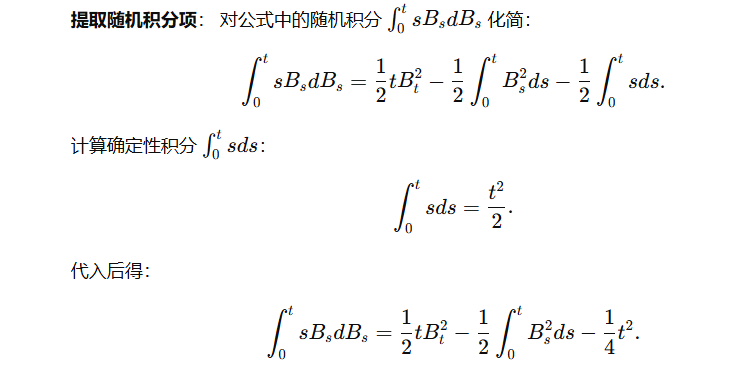 提取随机积分项： 对公式中的随机积分 $\int_0^t sB_s dB_s$ 化简：
$$\int_0^t sB_s dB_s = \frac{1}{2}tB_t^2 - \frac{1}{2}\int_0^t B_s^2 ds - \frac{1}{2}\int_0^t sds.$$
计算确定性积分 $\int_0^t sds$：
$$\int_0^t sds = \frac{t^2}{2}.$$
代入后得：
$$\int_0^t sB_s dB_s = \frac{1}{2}tB_t^2 - \frac{1}{2}\int_0^t B_s^2 ds - \frac{1}{4}t^2.$$